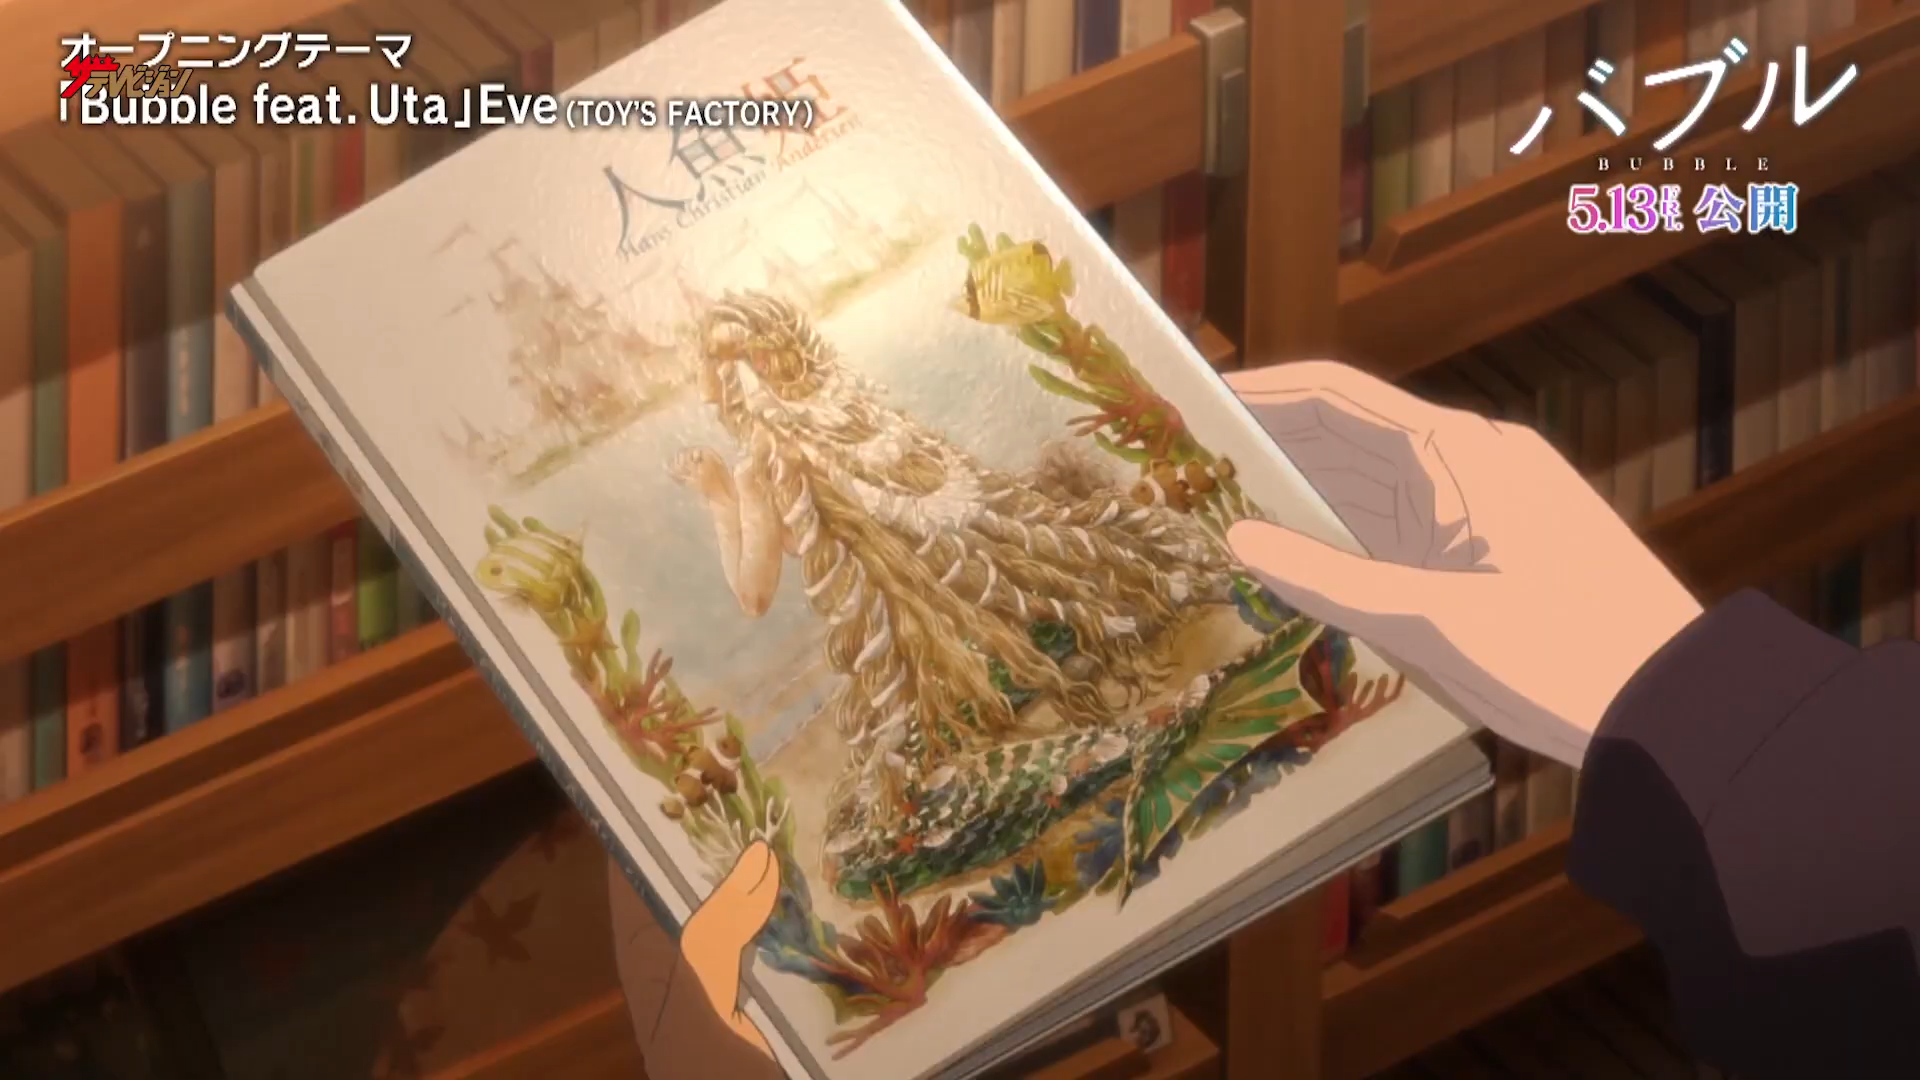 オープニングテーマ
ザテレビジョン
「Bubble feat. Uta」Eve (TOY'S FACTORY)
バブル
BUBBLE
5.13 FRI. 公開
人魚姫
Hans Christian Andersen